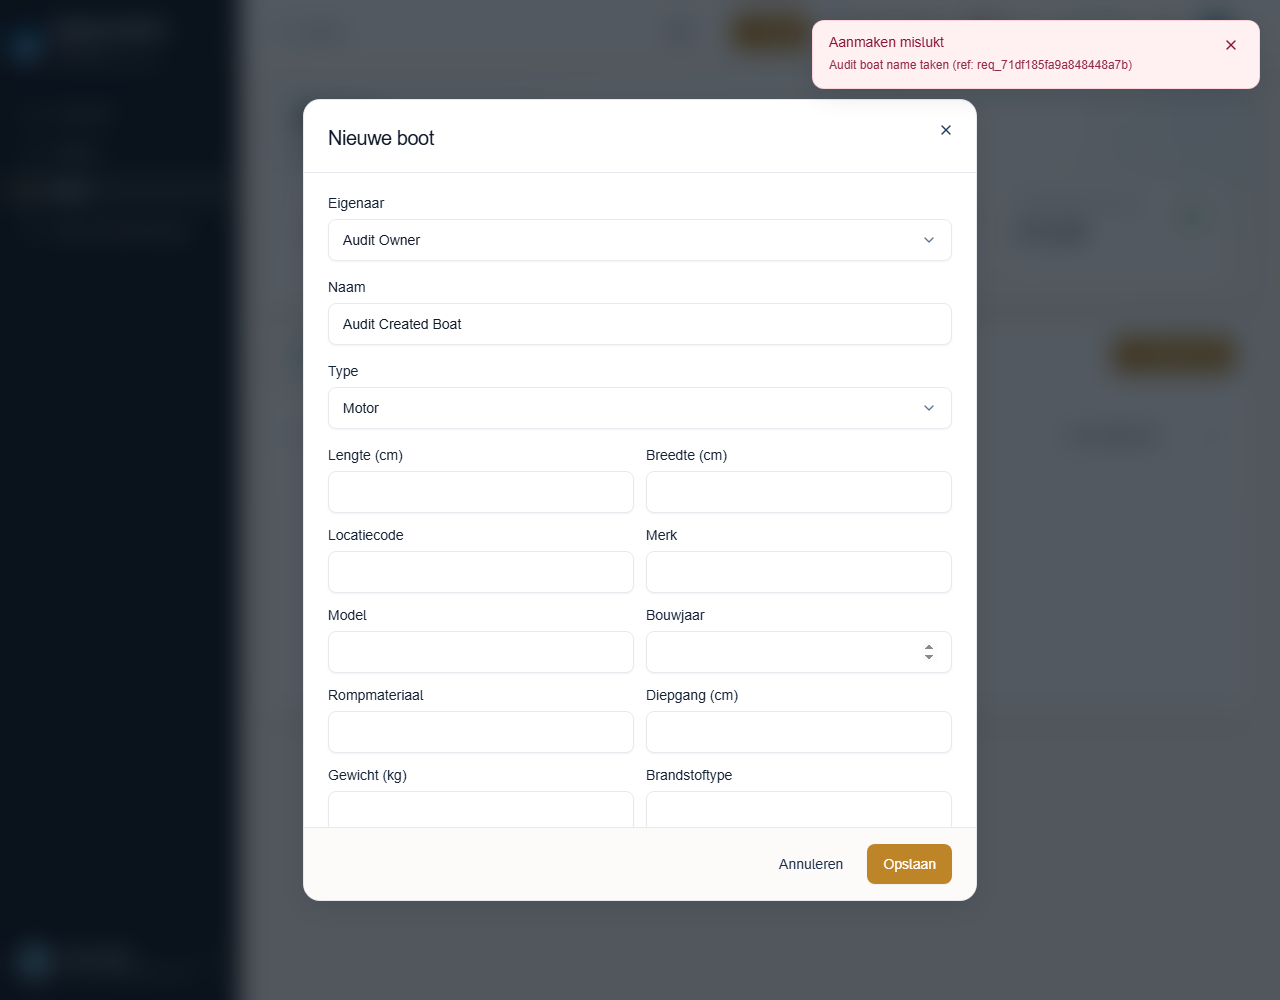 Aanmaken mislukt
Audit boat name taken (ref: req_71df185fa9a848448a7b)
Nieuwe boot
Eigenaar
Audit Owner
Naam
Audit Created Boat
Type
Motor
Lengte (cm)
Breedte (cm)
Locatiecode
Merk
Model
Bouwjaar
Rompmateriaal
Diepgang (cm)
Gewicht (kg)
Brandstoftype
Annuleren
Opslaan